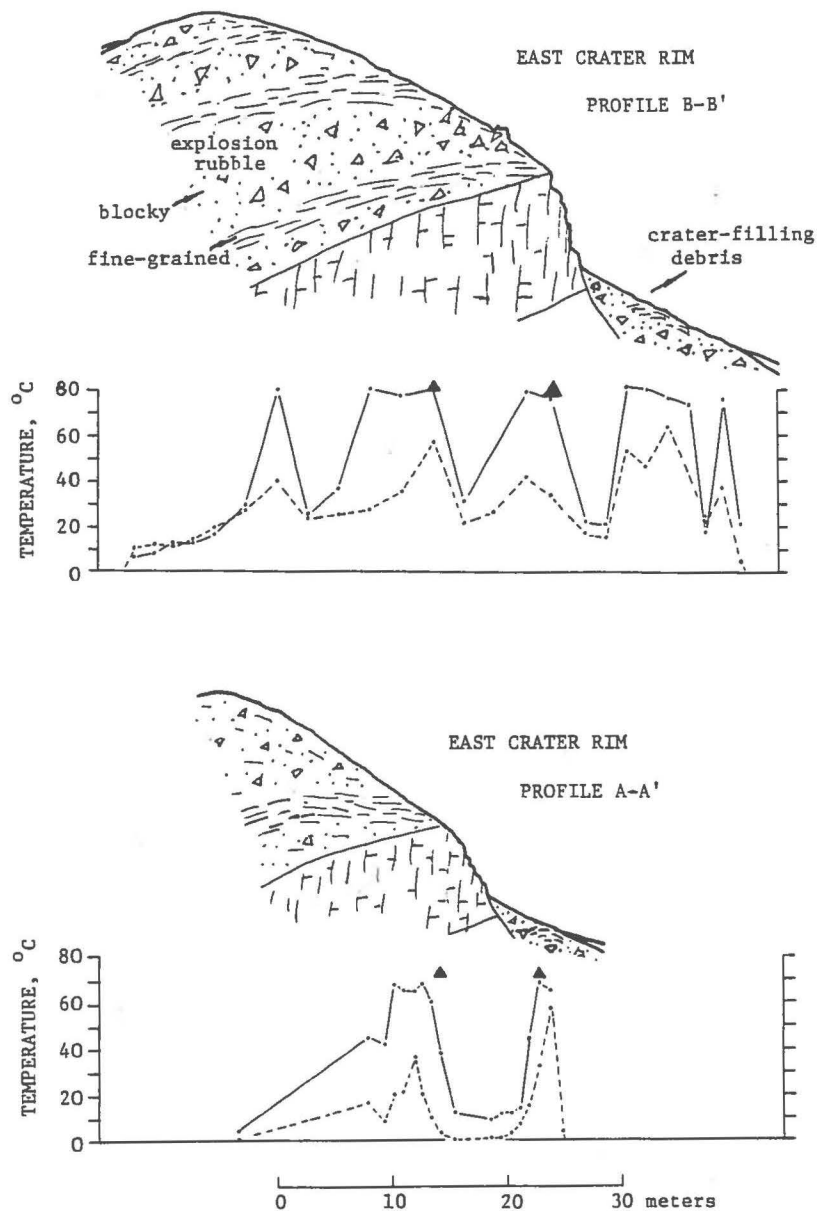 EAST CRATER RIM
PROFILE B-B'
explosion
rubble
blocky
fine-grained
crater-filling
debris
TEMPERATURE, °C
80
60
40
20
0
EAST CRATER RIM
PROFILE A-A'
TEMPERATURE, °C
80
60
40
20
0
0 10 20 30 meters